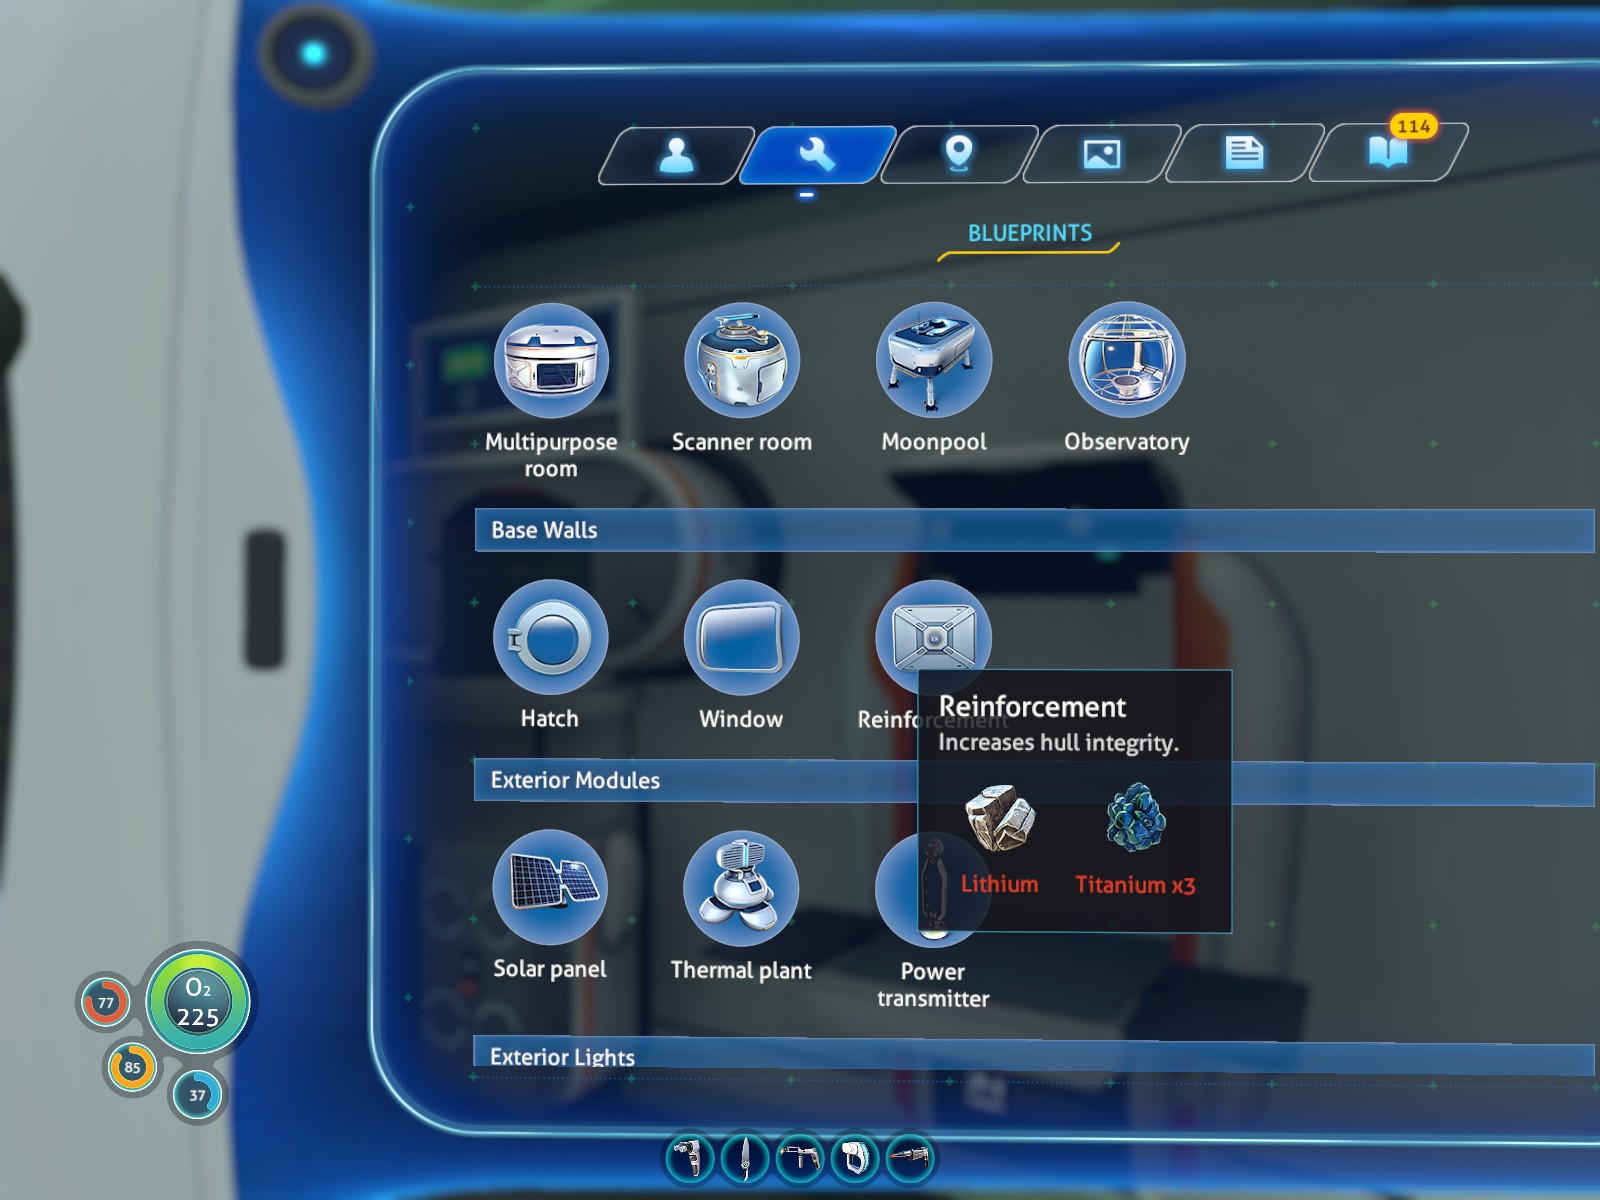 114
BLUEPRINTS
Multipurpose
room
Scanner room
Moonpool
Observatory
Base Walls
Hatch
Window
Reinforcement
Reinforcement
Increases hull integrity.
Lithium
Titanium x3
Exterior Modules
Solar panel
Thermal plant
Power
transmitter
Exterior Lights
O₂
225
77
85
37